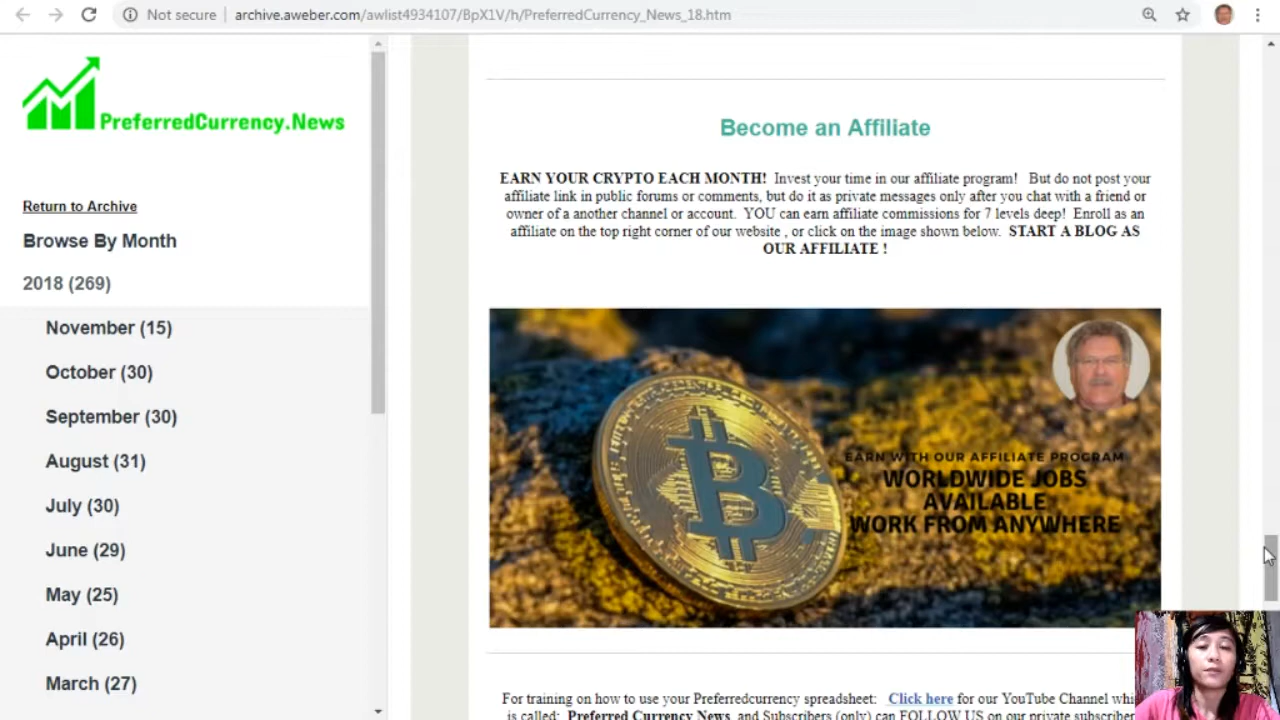 Not secure | archive.aweber.com/awlist4934107/BpX1V/h/PreferredCurrency_News_18.htm
PreferredCurrency.News
Return to Archive
Browse By Month
2018 (269)
November (15)
October (30)
September (30)
August (31)
July (30)
June (29)
May (25)
April (26)
March (27)
Become an Affiliate
EARN YOUR CRYPTO EACH MONTH! Invest your time in our affiliate program! But do not post your
affiliate link in public forums or comments, but do it as private messages only after you chat with a friend or
owner of a another channel or account. YOU can earn affiliate commissions for 7 levels deep! Enroll as an
affiliate on the top right corner of our website , or click on the image shown below. START A BLOG AS
OUR AFFILIATE !
EARN WITH OUR AFFILIATE PROGRAM
WORLDWIDE JOBS
AVAILABLE
WORK FROM ANYWHERE
For training on how to use your Preferredcurrency spreadsheet: Click here for our YouTube Channel
is called: Preferred Currency News, and Subscribers (only) can FOLLOW US on our private